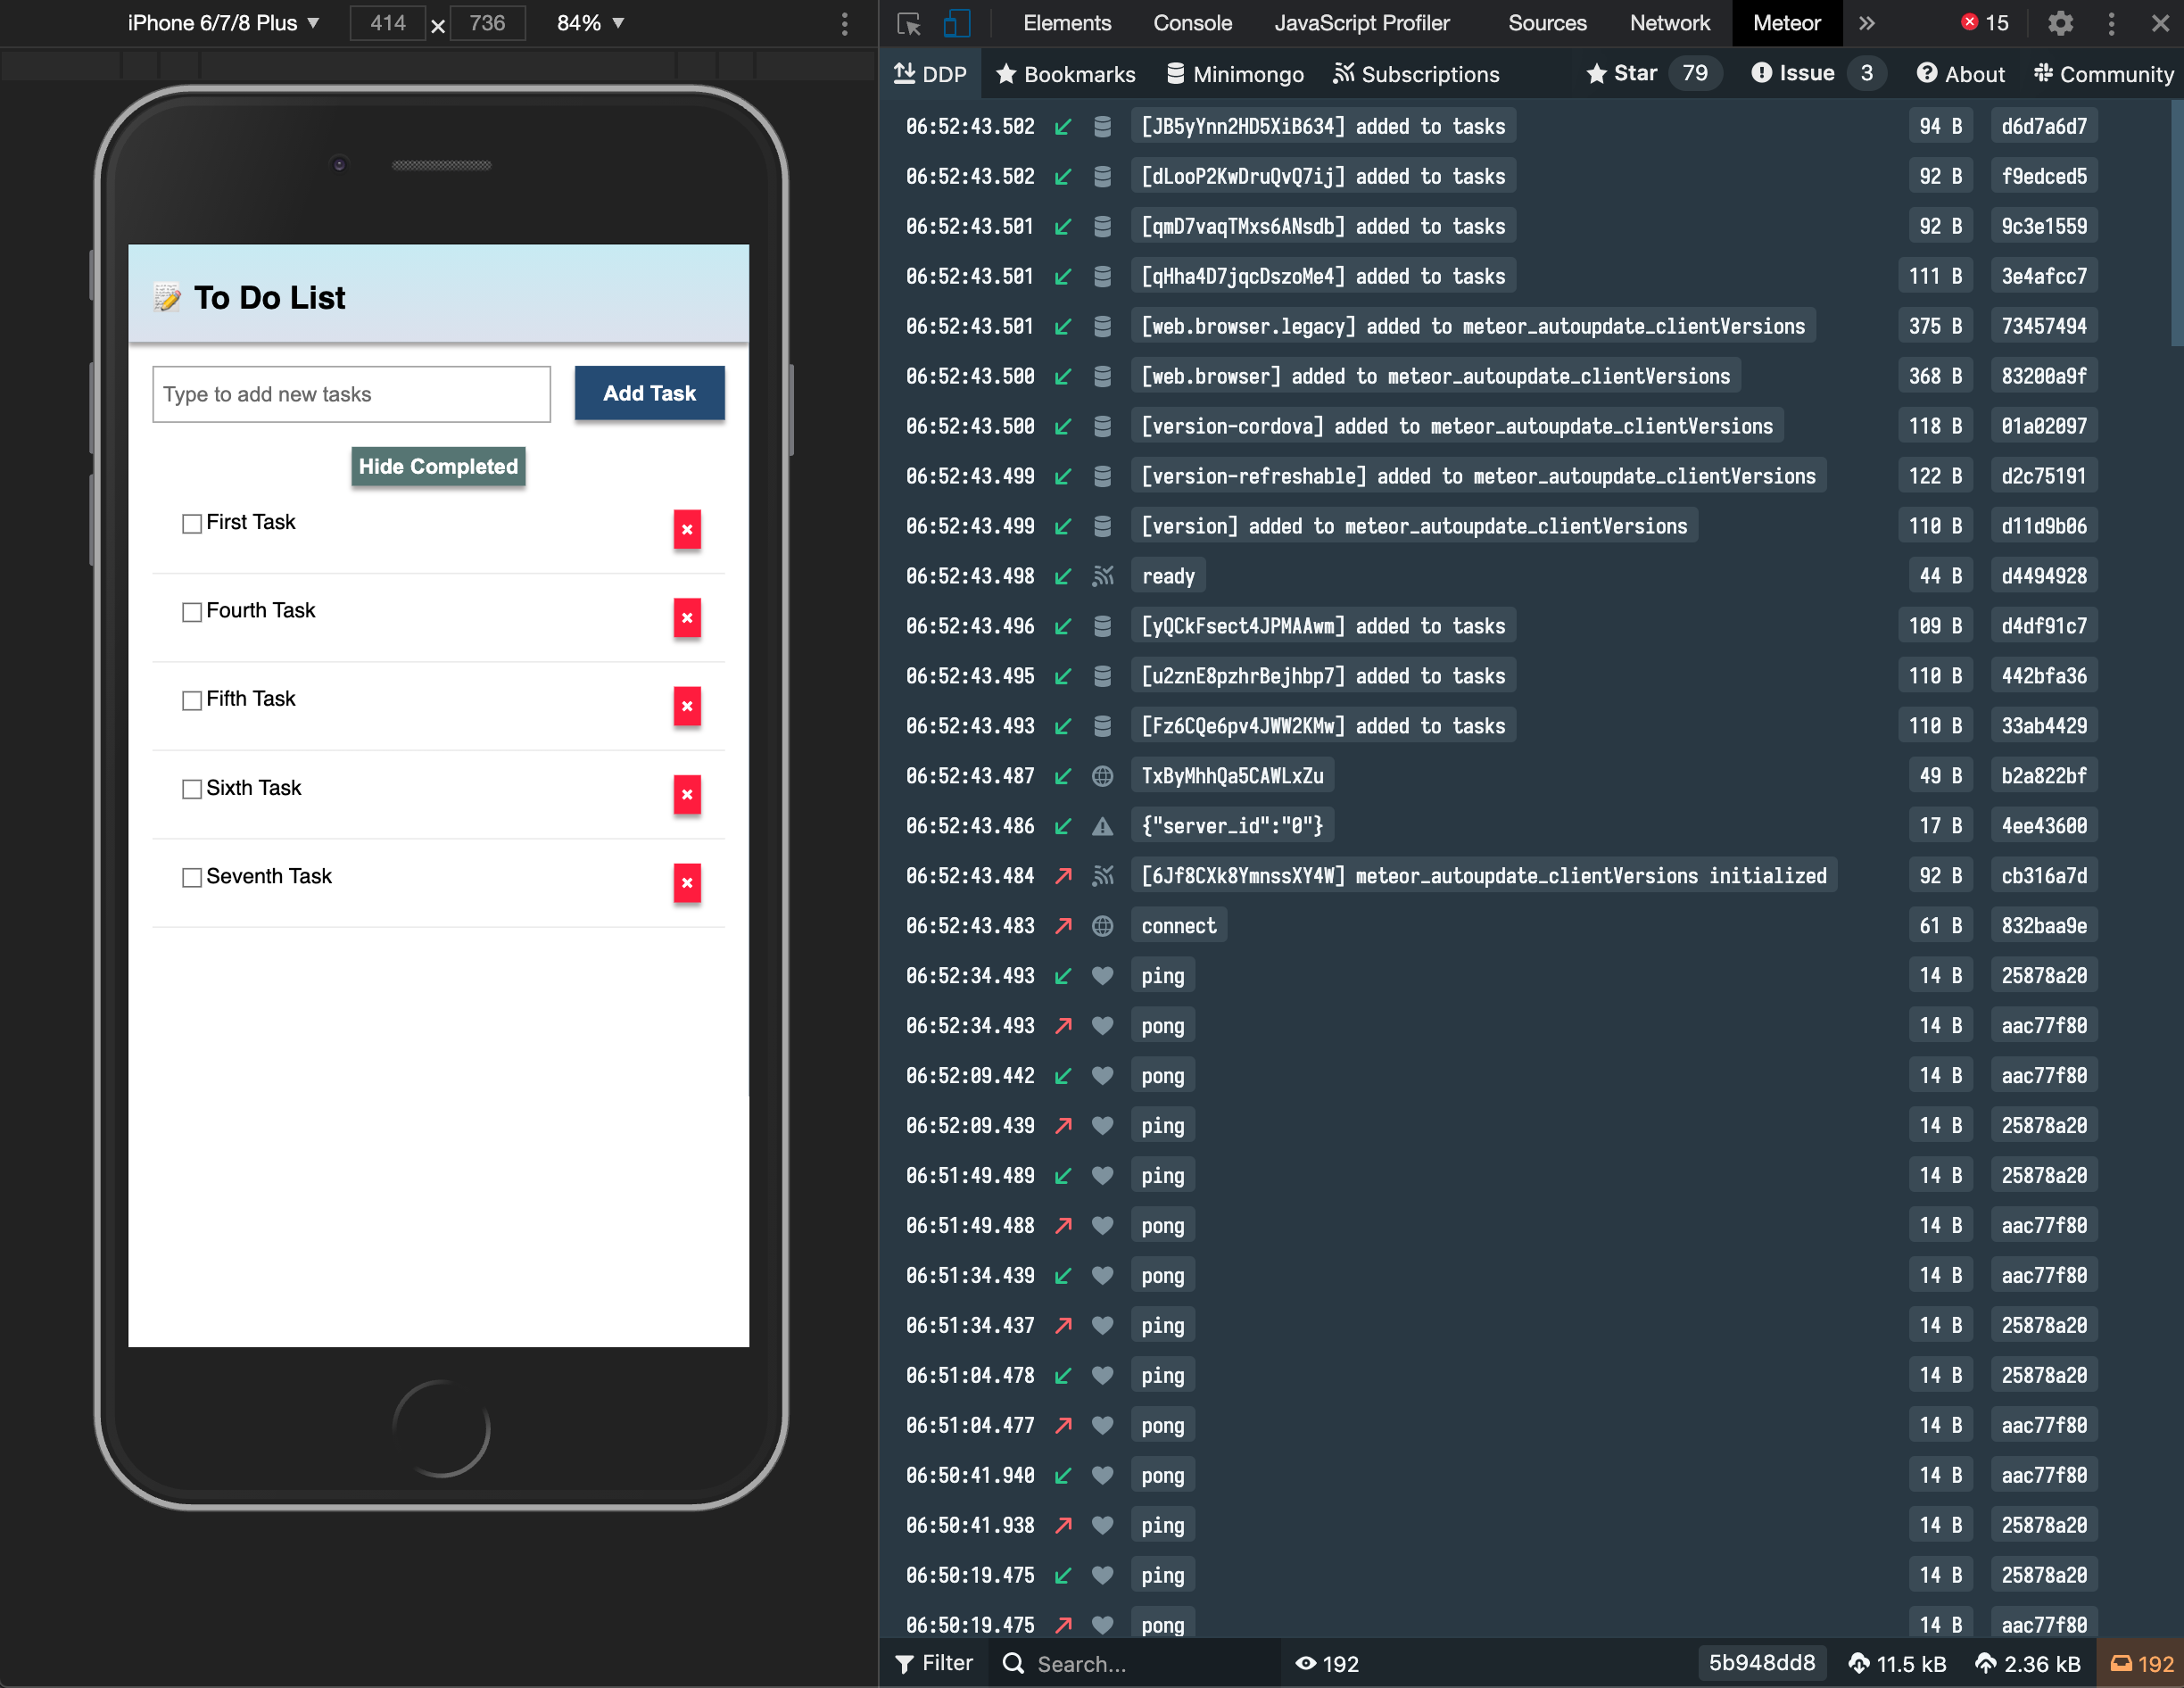 iPhone 6/7/8 Plus ▼ 414 × 736 84% ▼
To Do List
Type to add new tasks
Add Task
Hide Completed
First Task
×
Fourth Task
×
Fifth Task
×
Sixth Task
×
Seventh Task
×
Elements Console JavaScript Profiler Sources Network Meteor » 15
DDP Bookmarks Minimongo Subscriptions Star 79 Issue 3 About Community
06:52:43.502 [JB5yYnn2HD5XiB634] added to tasks 94 B d6d7a6d7
06:52:43.502 [dLooP2KwDruQvQ7ij] added to tasks 92 B f9edced5
06:52:43.501 [qmD7vaqTMxs6ANsdb] added to tasks 92 B 9c3e1559
06:52:43.501 [qHha4D7jqcDszoMe4] added to tasks 111 B 3e4afcc7
06:52:43.501 [web.browser.legacy] added to meteor_autoupdate_clientVersions 375 B 73457494
06:52:43.500 [web.browser] added to meteor_autoupdate_clientVersions 368 B 83200a9f
06:52:43.500 [version-cordova] added to meteor_autoupdate_clientVersions 118 B 01a02097
06:52:43.499 [version-refreshable] added to meteor_autoupdate_clientVersions 122 B d2c75191
06:52:43.499 [version] added to meteor_autoupdate_clientVersions 110 B d11d9b06
06:52:43.498 ready 44 B d4494928
06:52:43.496 [yQCkFsect4JPMAAwm] added to tasks 109 B d4df91c7
06:52:43.495 [u2znE8pzhrBejhbp7] added to tasks 110 B 442bfa36
06:52:43.493 [Fz6CQe6pv4JWW2KMw] added to tasks 110 B 33ab4429
06:52:43.487 TxByMhhQa5CAWLxZu 49 B b2a822bf
06:52:43.486 {"server_id":"0"} 17 B 4ee43600
06:52:43.484 [6Jf8CXk8YmnssXY4W] meteor_autoupdate_clientVersions initialized 92 B cb316a7d
06:52:43.483 connect 61 B 832baa9e
06:52:34.493 ping 14 B 25878a20
06:52:34.493 pong 14 B aac77f80
06:52:09.442 pong 14 B aac77f80
06:52:09.439 ping 14 B 25878a20
06:51:49.489 ping 14 B 25878a20
06:51:49.488 pong 14 B aac77f80
06:51:34.439 pong 14 B aac77f80
06:51:34.437 ping 14 B 25878a20
06:51:04.478 ping 14 B 25878a20
06:51:04.477 pong 14 B aac77f80
06:50:41.940 pong 14 B aac77f80
06:50:41.938 ping 14 B 25878a20
06:50:19.475 ping 14 B 25878a20
06:50:19.475 pong 14 B aac77f80
Filter Search... 192 5b948dd8 11.5 kB 2.36 kB 192